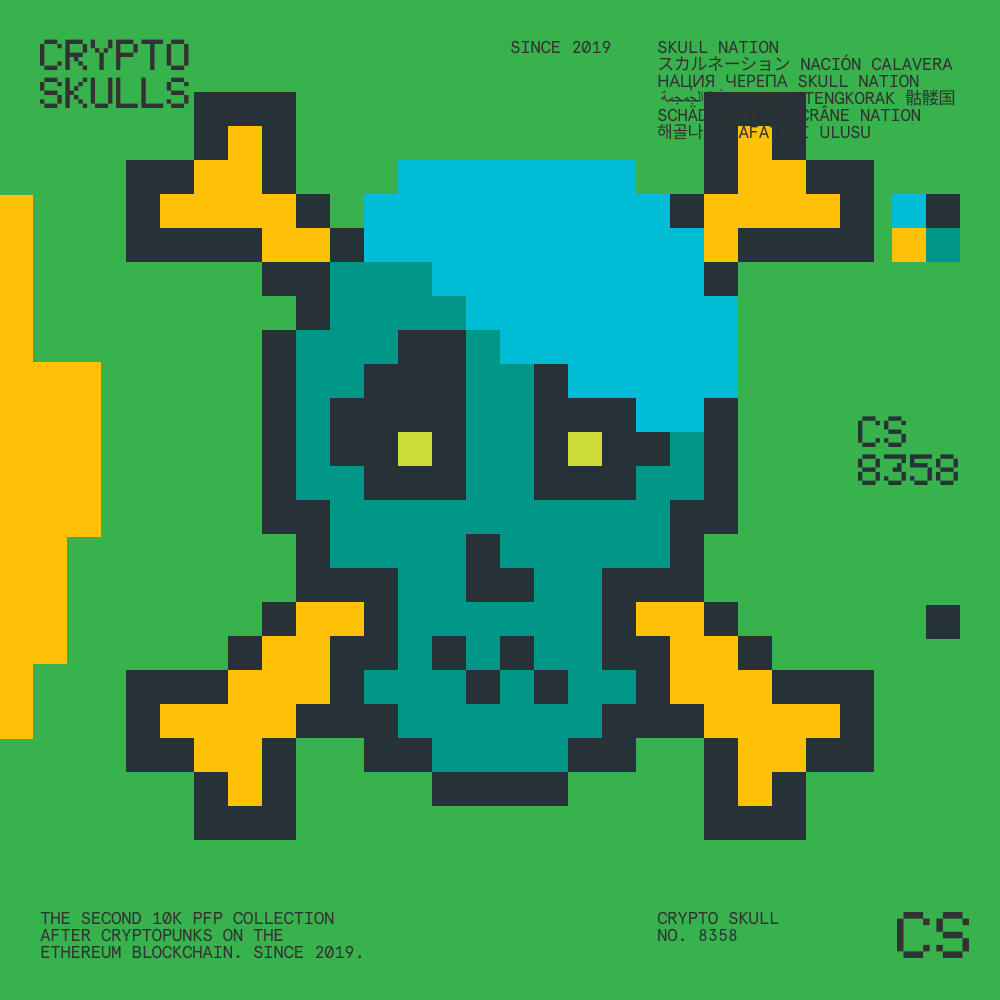 CRYPTO
SKULLS
SINCE 2019
SKULL NATION
スカルネーション NACIÓN CALAVERA
НАЦИЯ ЧЕРЕПА SKULL NATION
TENGKORAK 骷髅国
CRÂNE NATION
해골 ULUSU
CS
8358
THE SECOND 10K PFP COLLECTION
AFTER CRYPTOPUNKS ON THE
ETHEREUM BLOCKCHAIN. SINCE 2019.
CRYPTO SKULL
NO. 8358
CS